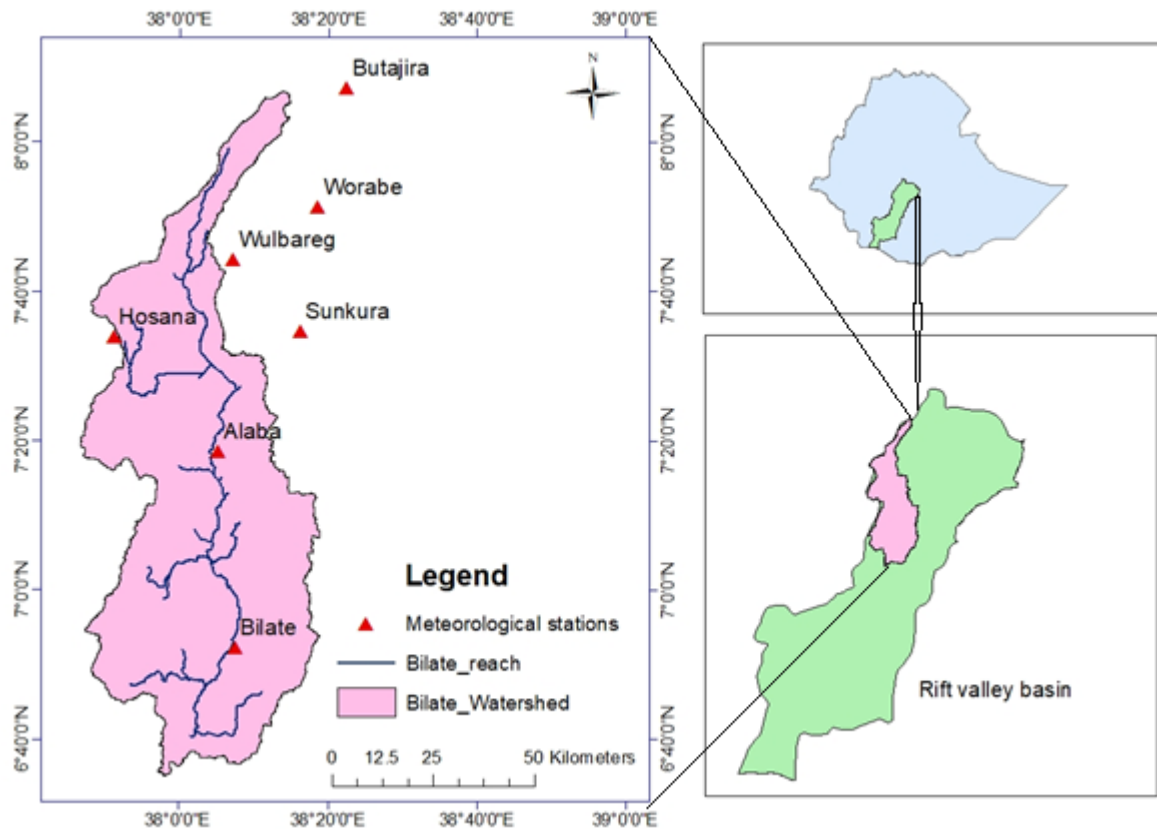 38°0'0"E 38°20'0"E 39°0'0"E
N
Butajira
8°0'0"N 8°0'0"N
Worabe
Wulbareg
7°40'0"N 7°40'0"N
Sunkura
Hosana
7°20'0"N 7°20'0"N
Alaba
Legend
7°0'0"N 7°0'0"N
Meteorological stations
Bilate
Bilate_reach
Bilate_Watershed
6°40'0"N 6°40'0"N
0 12.5 25 50 Kilometers
38°0'0"E 38°20'0"E 38°40'0"E 39°0'0"E
Rift valley basin